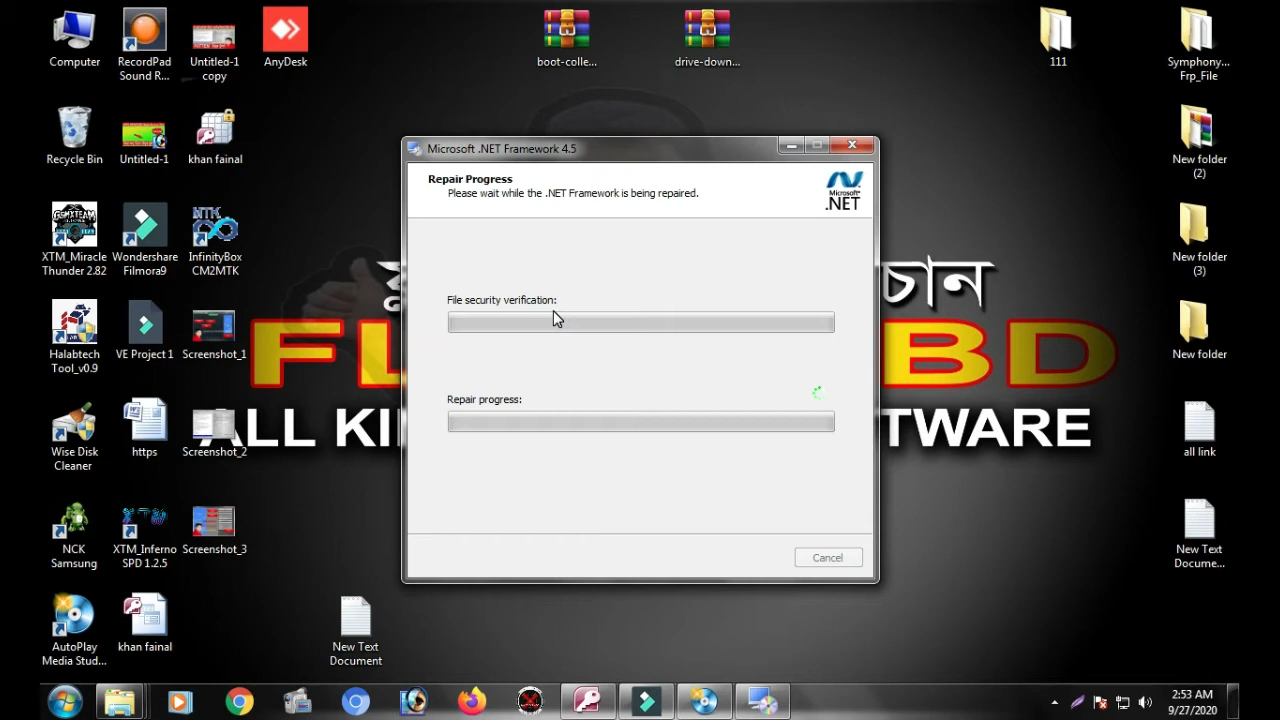 Computer
RecordPad
Sound R...
Untitled-1
copy
AnyDesk
boot-colle...
drive-down...
111
Symphony...
Frp_File
Recycle Bin
Untitled-1
khan fainal
New folder
(2)
XTM_Miracle
Thunder 2.82
Wondershare
Filmora9
MTK
InfinityBox
CM2MTK
New folder
(3)
Halabtech
Tool_v0.9
VE Project 1
Screenshot_1
New folder
Wise Disk
Cleaner
https
Screenshot_2
all link
NCK
Samsung
XTM_Inferno
SPD 1.2.5
Screenshot_3
New Text
Docume...
AutoPlay
Media Stud...
khan fainal
New Text
Document
Microsoft .NET Framework 4.5
Repair Progress
Please wait while the .NET Framework is being repaired.
Microsoft
.NET
File security verification:
Repair progress:
Cancel
চান
FL
BD
ALL KI
TWARE
2:53 AM
9/27/2020